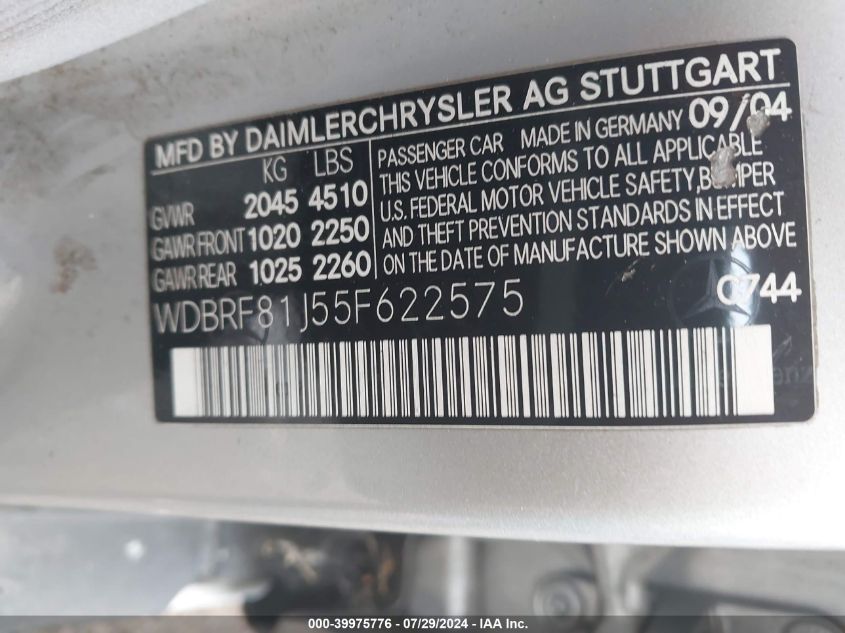 MFD BY DAIMLERCHRYSLER AG STUTTGART
KG LBS
GVWR 2045 4510
GAWR FRONT 1020 2250
GAWR REAR 1025 2260
PASSENGER CAR MADE IN GERMANY 09/04
THIS VEHICLE CONFORMS TO ALL APPLICABLE
U.S. FEDERAL MOTOR VEHICLE SAFETY, BUMPER
AND THEFT PREVENTION STANDARDS IN EFFECT
ON THE DATE OF MANUFACTURE SHOWN ABOVE
WDBRF81J55F622575
C744
000-39975776 - 07/29/2024 - IAA Inc.